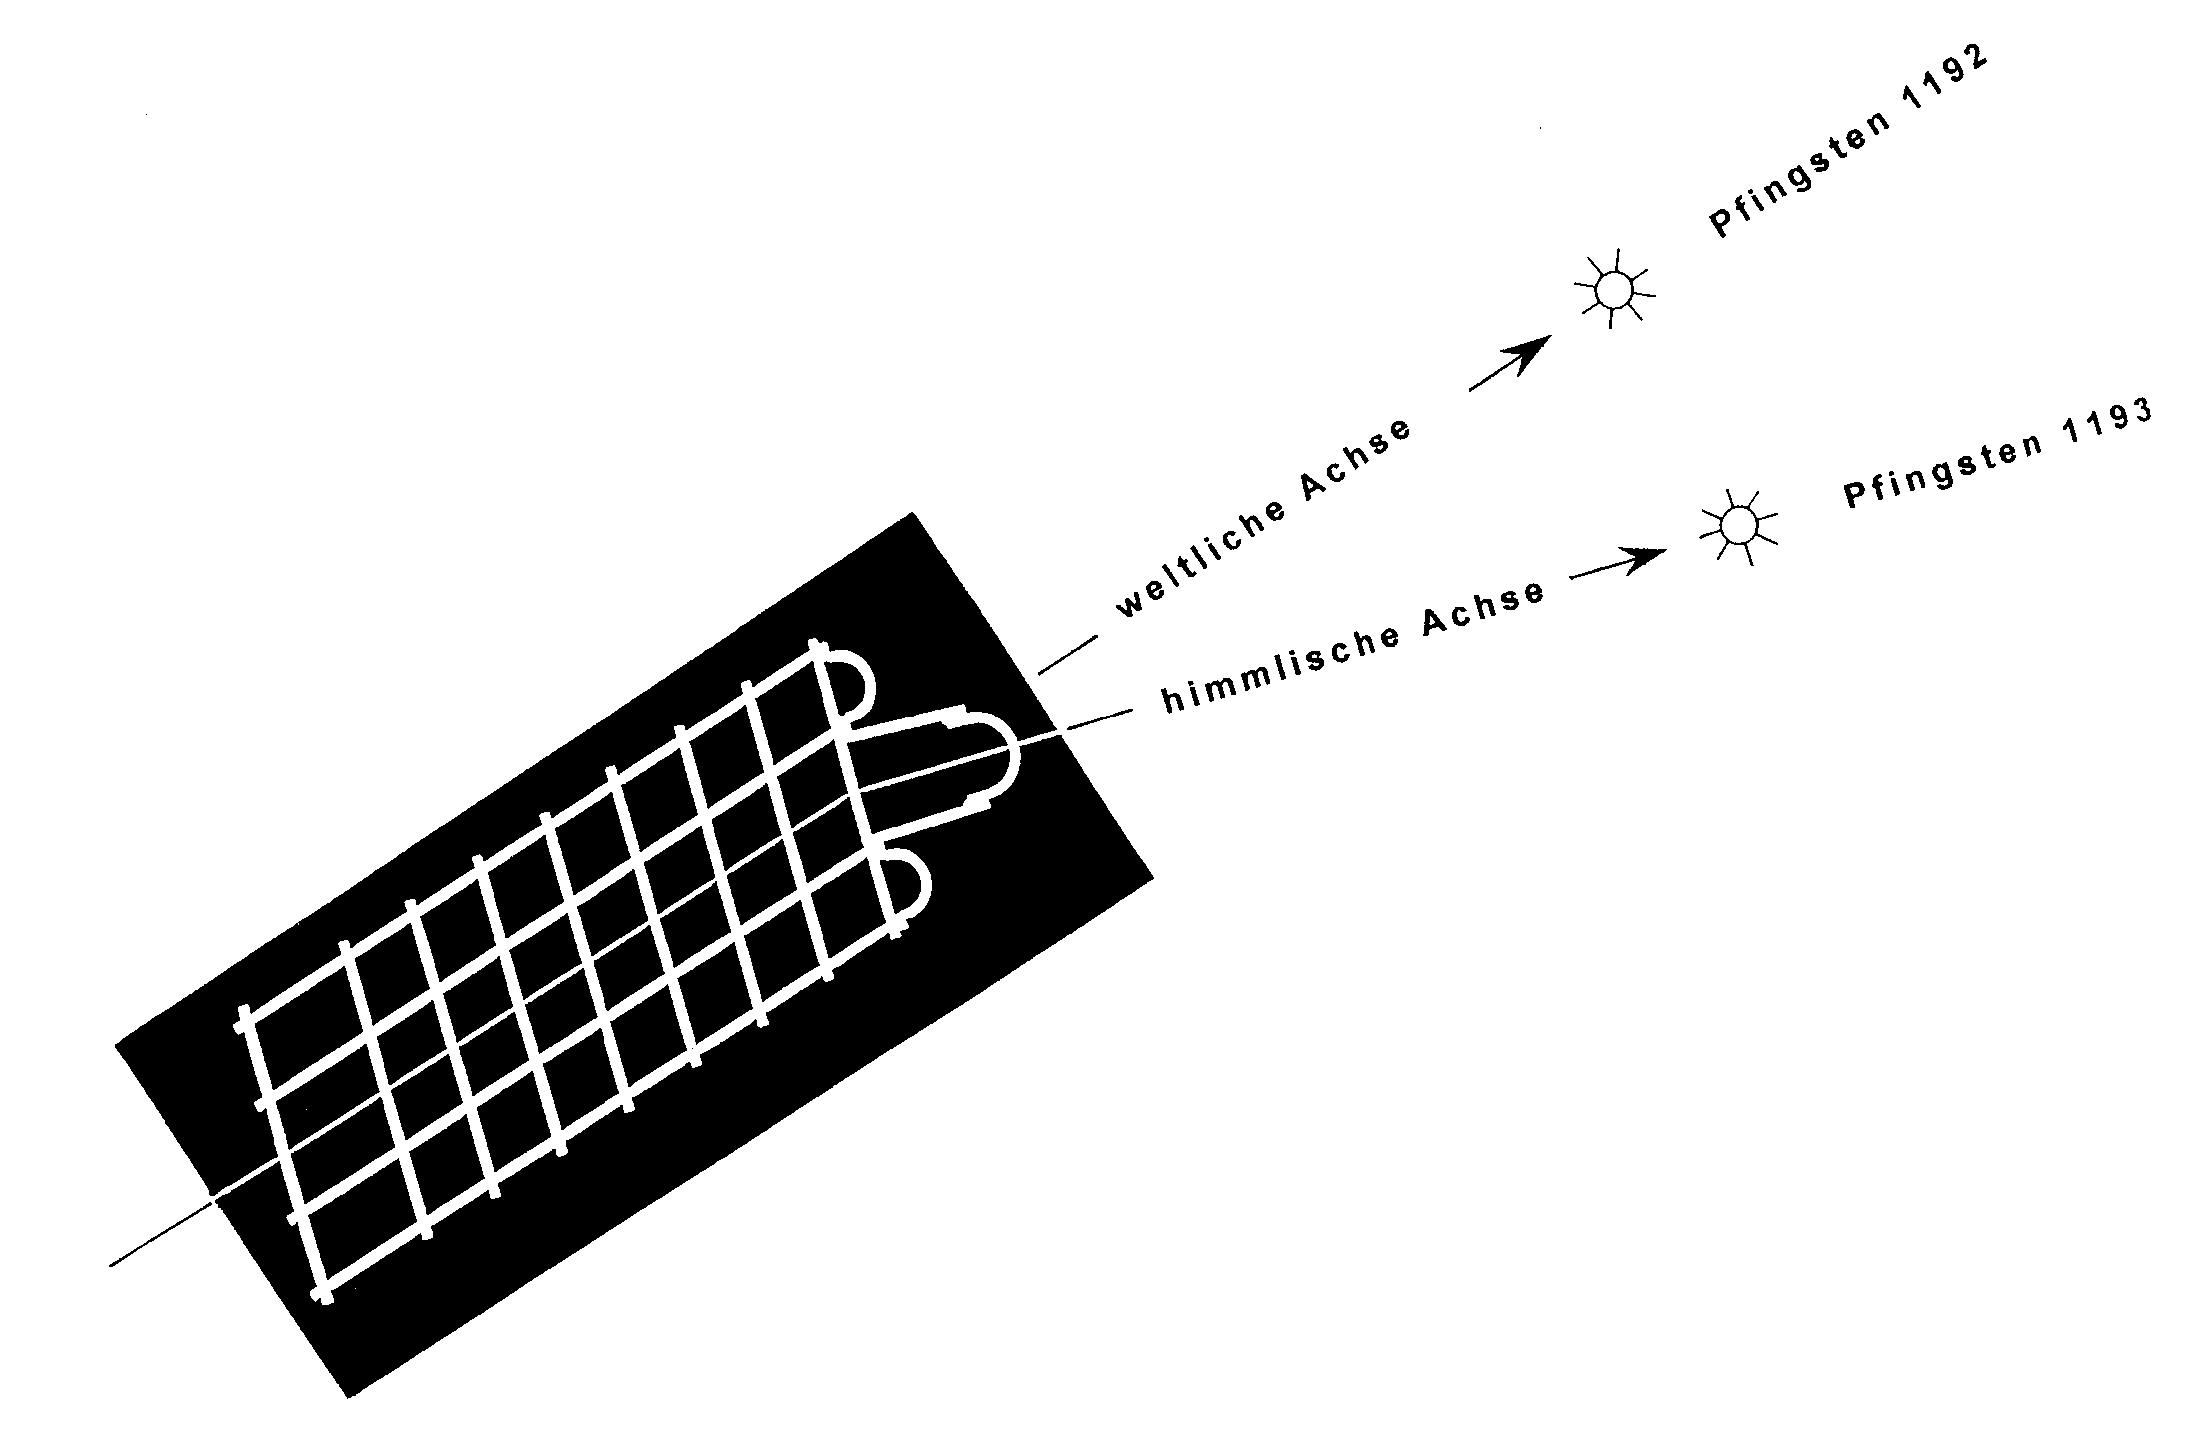 Pfingsten 1192
weltliche Achse
Pfingsten 1193
himmlische Achse